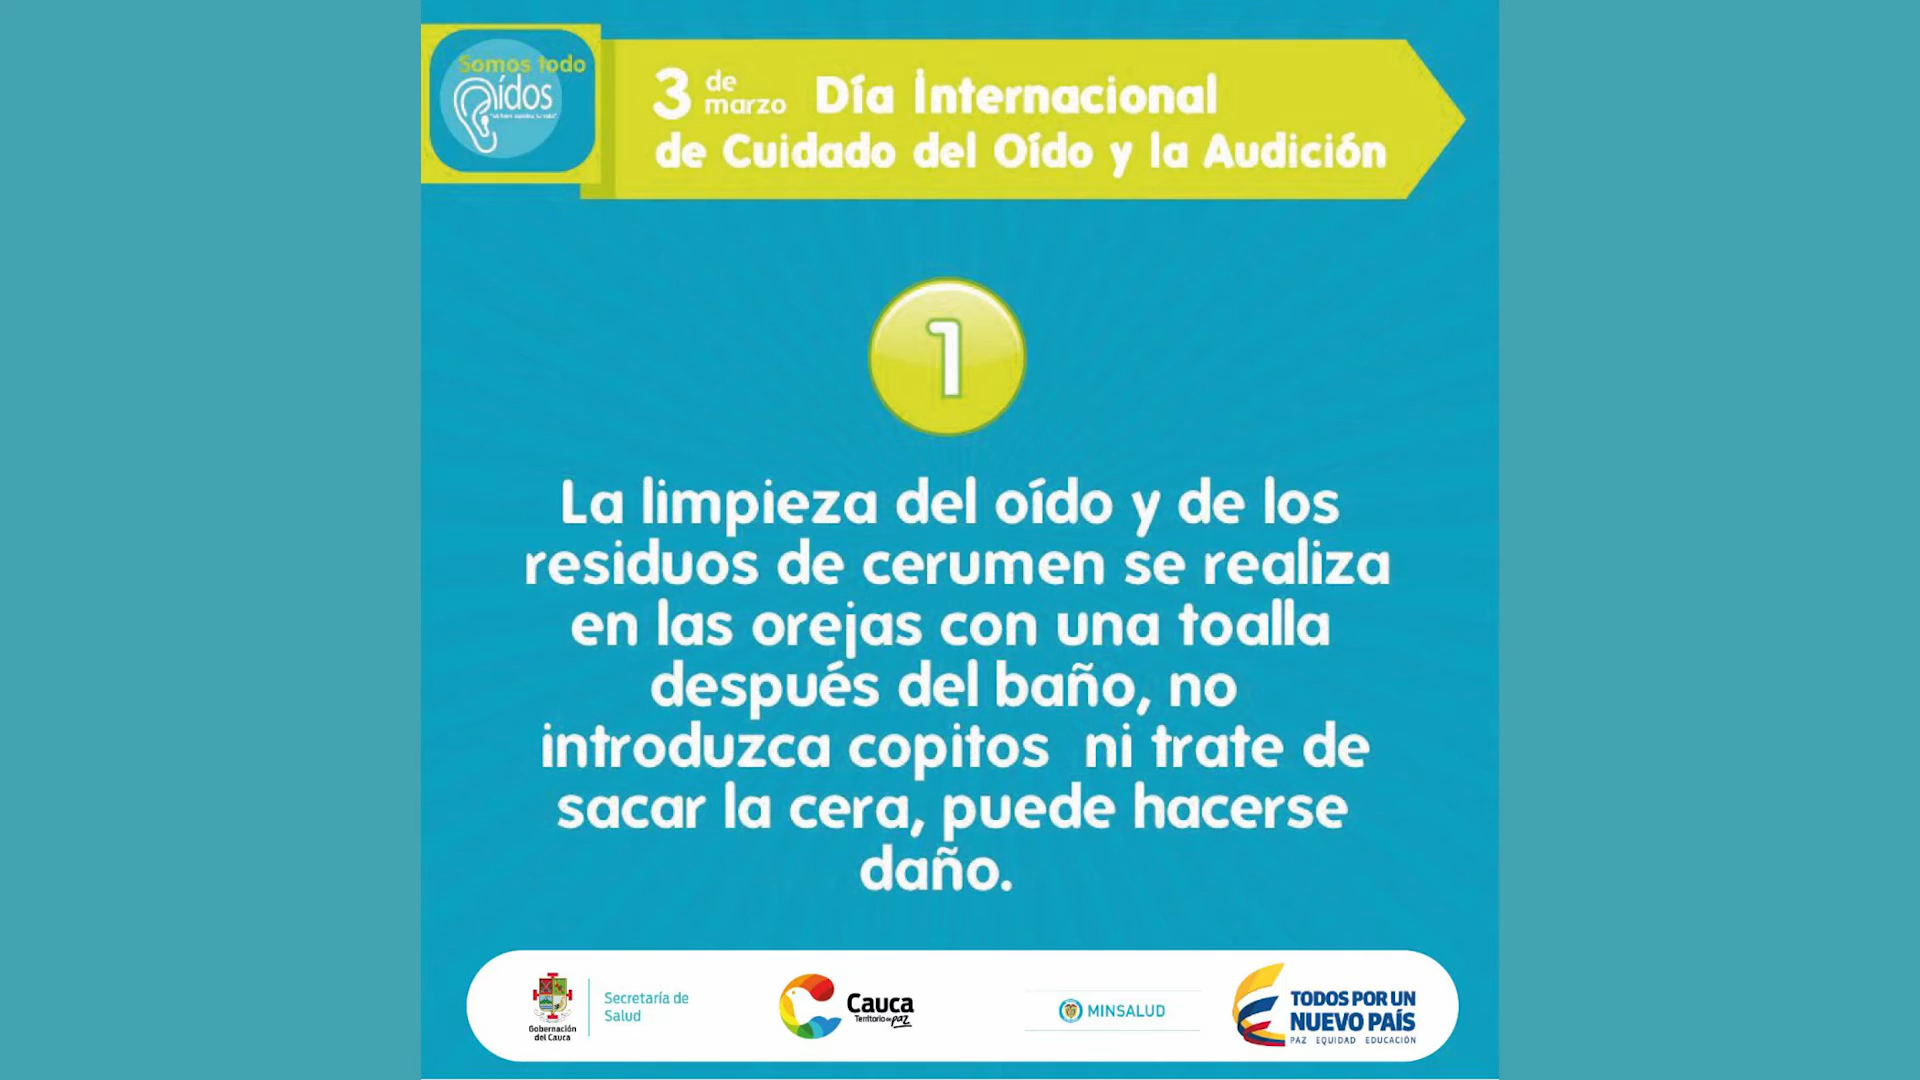 Somos todo
Oídos
3 de marzo Día Internacional
de Cuidado del Oído y la Audición
1
La limpieza del oído y de los
residuos de cerumen se realiza
en las orejas con una toalla
después del baño, no
introduzca copitos ni trate de
sacar la cera, puede hacerse
daño.
Gobernación
del Cauca
Secretaría de
Salud
Cauca
Territorio de paz
MINSALUD
TODOS POR UN
NUEVO PAÍS
PAZ EQUIDAD EDUCACIÓN